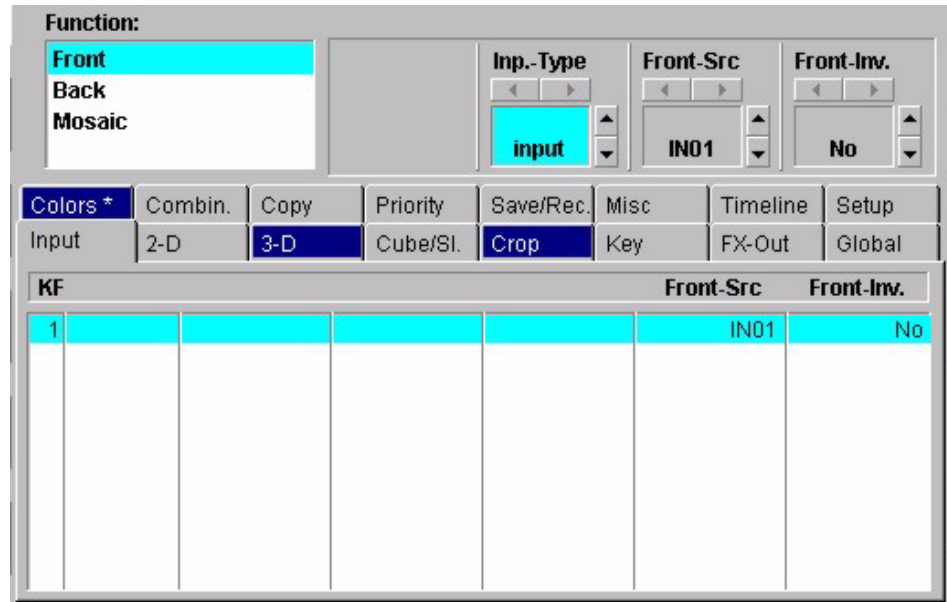 Function:
Front
Back
Mosaic
Inp.-Type Front-Src Front-Inv.
input IN01 No
Colors * Combin. Copy Priority Save/Rec. Misc Timeline Setup
Input 2-D 3-D Cube/Sl. Crop Key FX-Out Global
KF Front-Src Front-Inv.
1 IN01 No